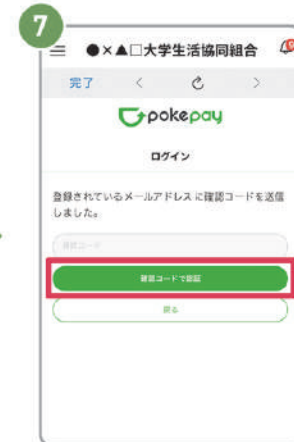 7
●×▲□大学生活協同組合
完了
pokepay
ログイン
登録されているメールアドレスに確認コードを送信
しました。
確認コード
確認コードで認証
戻る